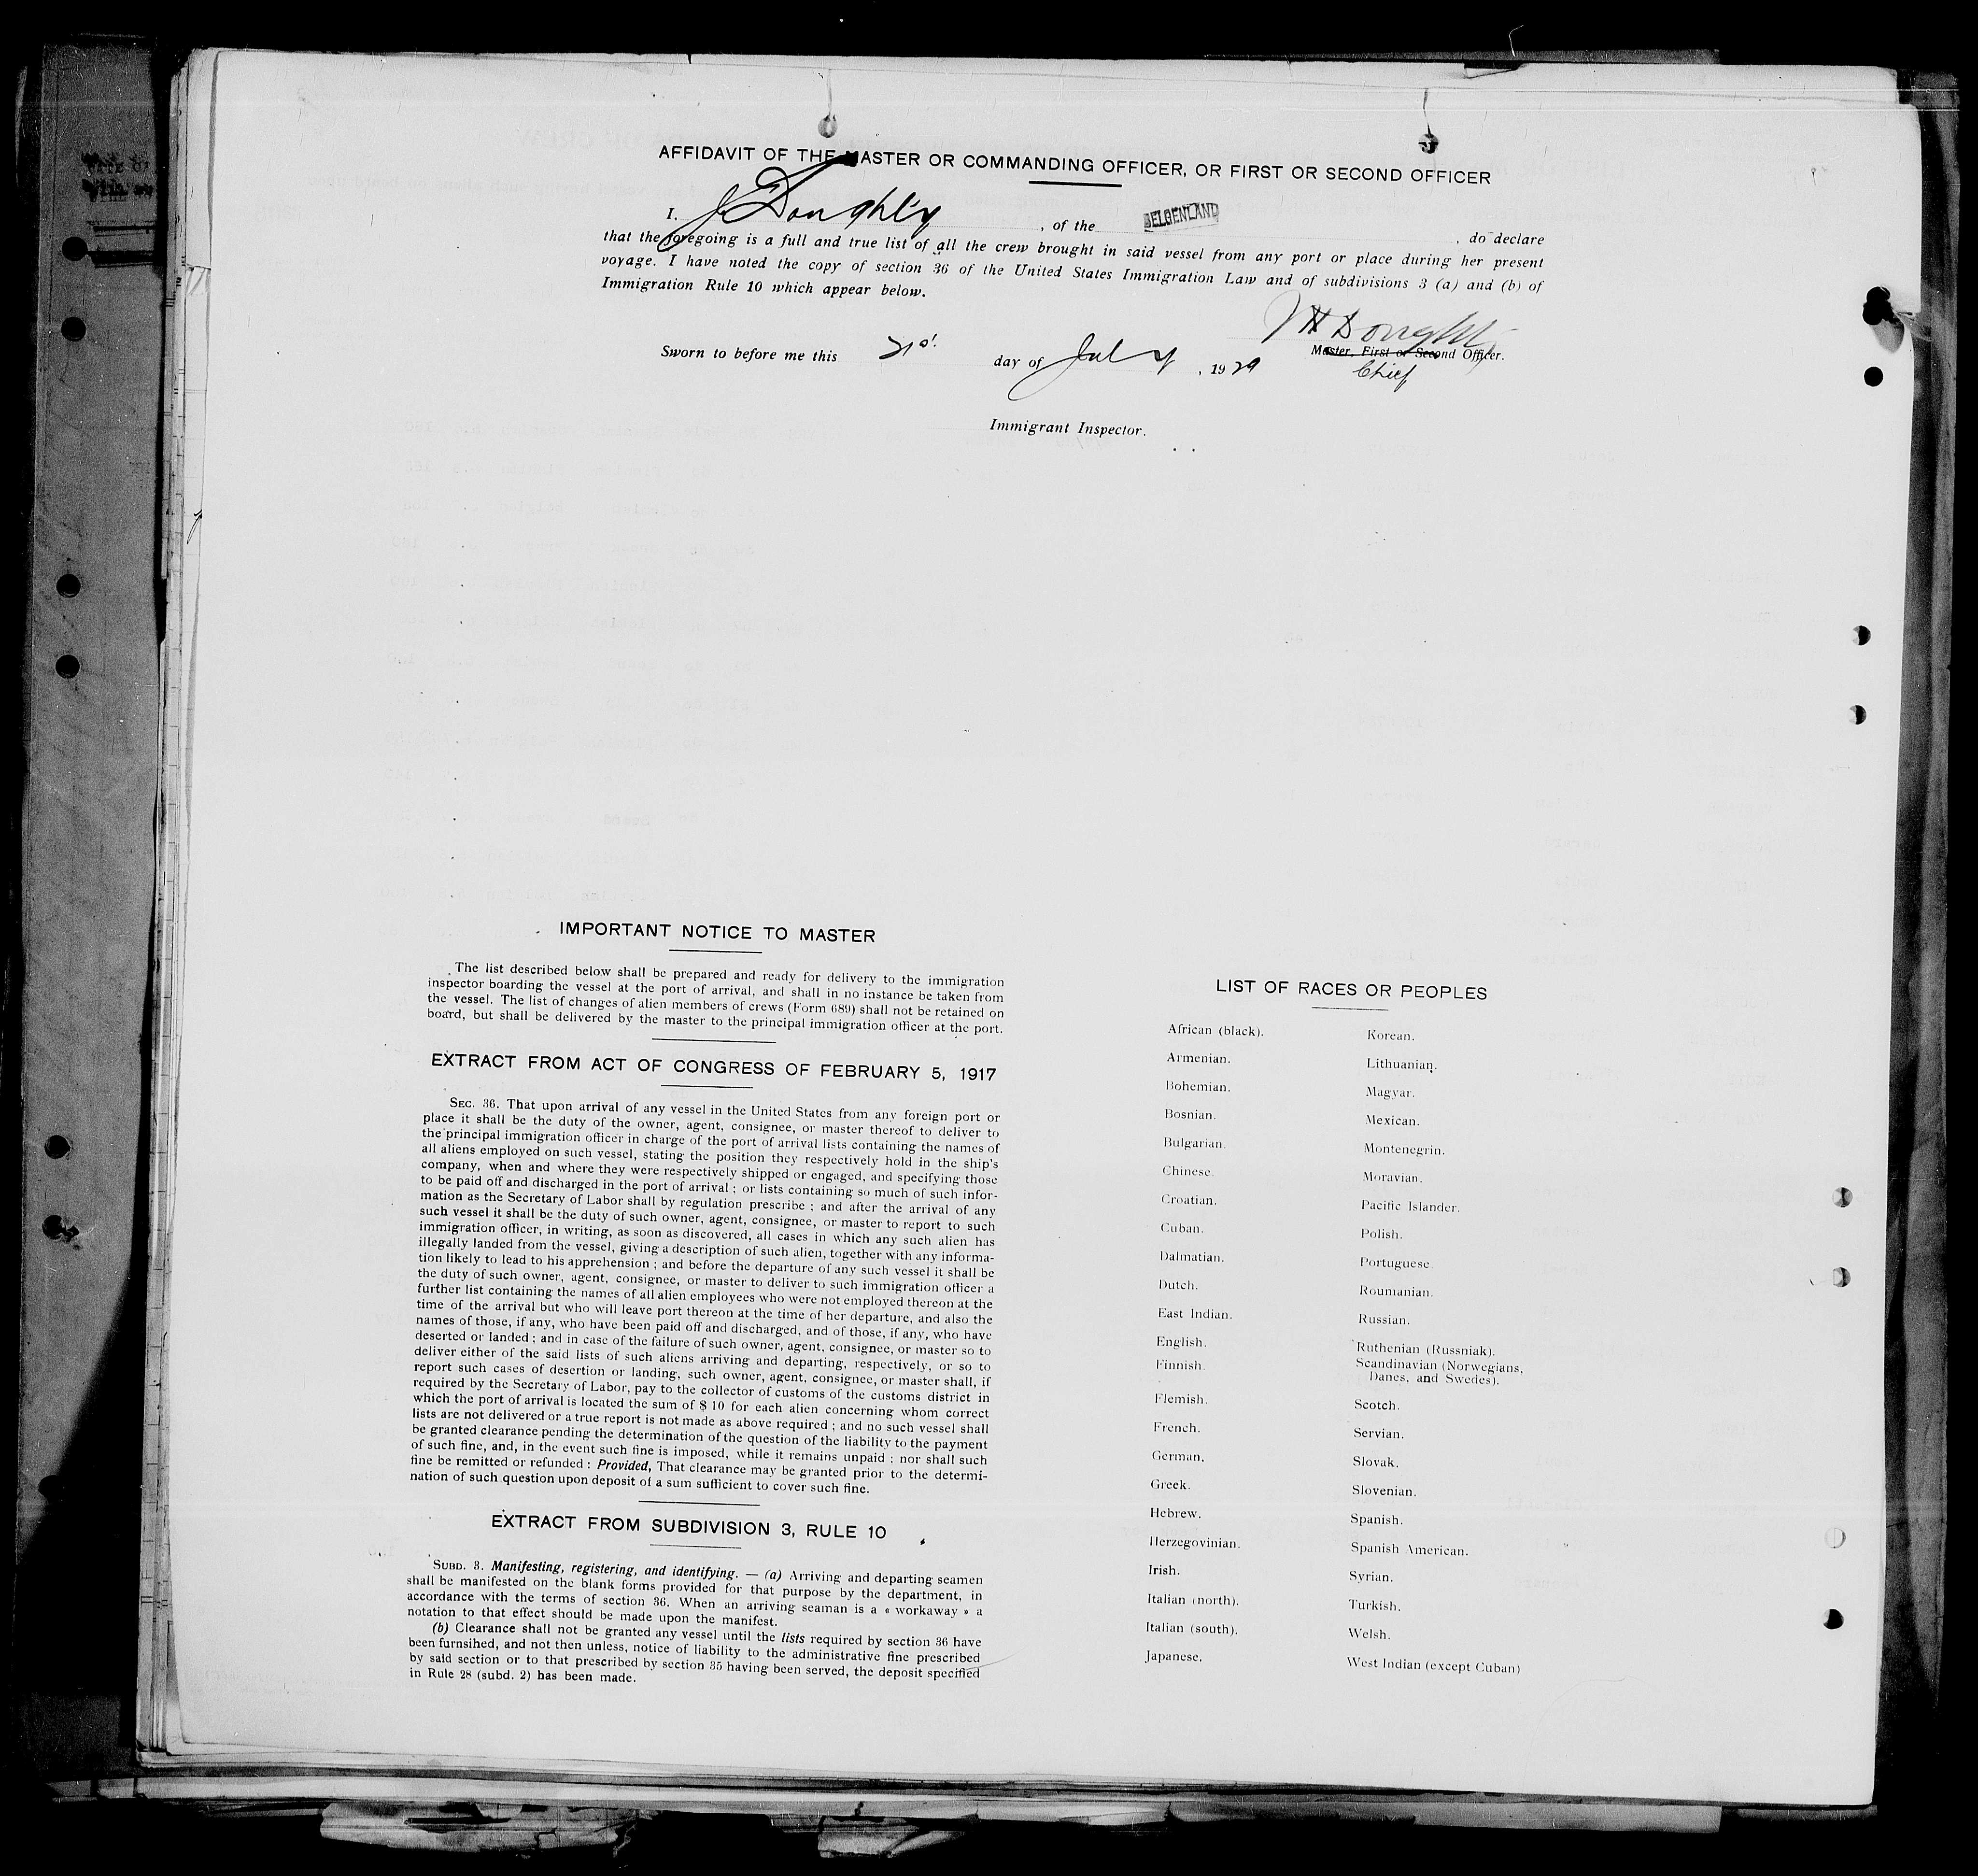 AFFIDAVIT OF THE MASTER OR COMMANDING OFFICER, OR FIRST OR SECOND OFFICER
I, J Doughty, of the BELGENLAND, do declare
that the foregoing is a full and true list of all the crew brought in said vessel from any port or place during her present
voyage. I have noted the copy of section 36 of the United States Immigration Law and of subdivisions 3 (a) and (b) of
Immigration Rule 10 which appear below.
Doughty
Sworn to before me this day of July, 1929 Master, First or Second Officer.
Chief
Immigrant Inspector.
IMPORTANT NOTICE TO MASTER
The list described below shall be prepared and ready for delivery to the immigration
inspector boarding the vessel at the port of arrival, and shall in no instance be taken from
the vessel. The list of changes of alien members of crews (Form 689) shall not be retained on
board, but shall be delivered by the master to the principal immigration officer at the port.
EXTRACT FROM ACT OF CONGRESS OF FEBRUARY 5, 1917
SEC. 36. That upon arrival of any vessel in the United States from any foreign port or
place it shall be the duty of the owner, agent, consignee, or master thereof to deliver to
the principal immigration officer in charge of the port of arrival lists containing the names of
all aliens employed on such vessel, stating the position they respectively hold in the ship's
company, when and where they were respectively shipped or engaged, and specifying those
to be paid off and discharged in the port of arrival ; or lists containing so much of such infor-
mation as the Secretary of Labor shall by regulation prescribe ; and after the arrival of any
such vessel it shall be the duty of such owner, agent, consignee, or master to report to such
immigration officer, in writing, as soon as discovered, all cases in which any such alien has
illegally landed from the vessel, giving a description of such alien, together with any informa-
tion likely to lead to his apprehension ; and before the departure of any such vessel it shall be
the duty of such owner, agent, consignee, or master to deliver to such immigration officer a
further list containing the names of all alien employees who were not employed thereon at the
time of the arrival but who will leave port thereon at the time of her departure, and also the
names of those, if any, who have been paid off and discharged, and of those, if any, who have
deserted or landed ; and in case of the failure of such owner, agent, consignee, or master so to
deliver either of the said lists of such aliens arriving and departing, respectively, or so to
report such cases of desertion or landing, such owner, agent, consignee, or master shall, if
required by the Secretary of Labor, pay to the collector of customs of the customs district in
which the port of arrival is located the sum of $ 10 for each alien concerning whom correct
lists are not delivered or a true report is not made as above required ; and no such vessel shall
be granted clearance pending the determination of the question of the liability to the payment
of such fine, and, in the event such fine is imposed, while it remains unpaid ; nor shall such
fine be remitted or refunded : Provided, That clearance may be granted prior to the determi-
nation of such question upon deposit of a sum sufficient to cover such fine.
EXTRACT FROM SUBDIVISION 3, RULE 10
SUBD. 3. Manifesting, registering, and identifying. — (a) Arriving and departing seamen
shall be manifested on the blank forms provided for that purpose by the department, in
accordance with the terms of section 36. When an arriving seaman is a « workaway » a
notation to that effect should be made upon the manifest.
(b) Clearance shall not be granted any vessel until the lists required by section 36 have
been furnsihed, and not then unless, notice of liability to the administrative fine prescribed
by said section or to that prescribed by section 35 having been served, the deposit specified
in Rule 28 (subd. 2) has been made.
LIST OF RACES OR PEOPLES
African (black).
Armenian.
Bohemian.
Bosnian.
Bulgarian.
Chinese.
Croatian.
Cuban.
Dalmatian.
Dutch.
East Indian.
English.
Finnish.
Flemish.
French.
German.
Greek.
Hebrew.
Herzegovinian.
Irish.
Italian (north).
Italian (south).
Japanese.
Korean.
Lithuanian.
Magyar.
Mexican.
Montenegrin.
Moravian.
Pacific Islander.
Polish.
Portuguese.
Roumanian.
Russian.
Ruthenian (Russniak).
Scandinavian (Norwegians,
Danes, and Swedes).
Scotch.
Servian.
Slovak.
Slovenian.
Spanish.
Spanish American.
Syrian.
Turkish.
Welsh.
West Indian (except Cuban)